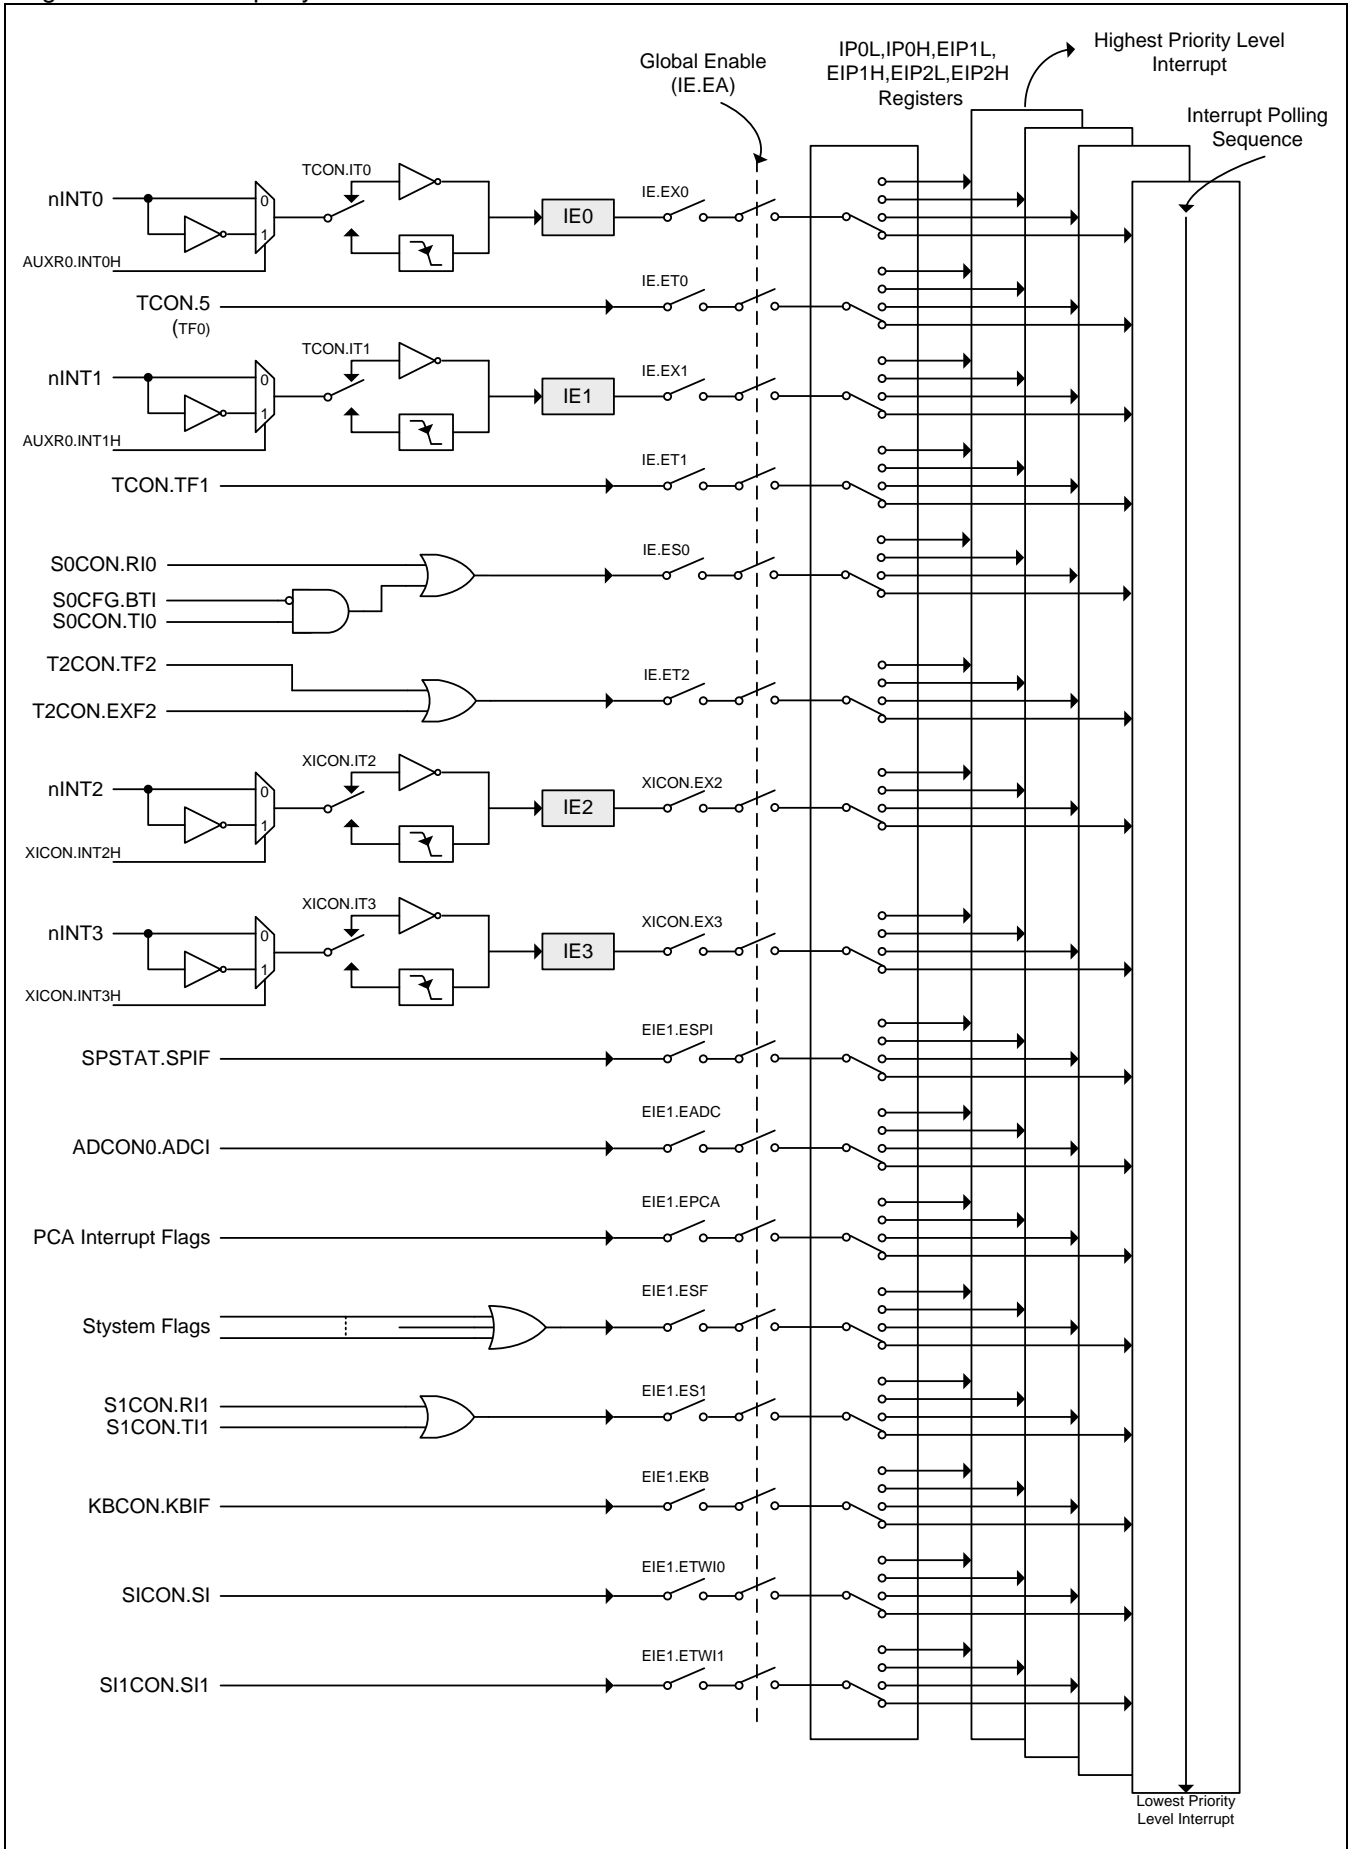 Global Enable
(IE.EA)
IP0L,IP0H,EIP1L,
EIP1H,EIP2L,EIP2H
Registers
Highest Priority Level
Interrupt
Interrupt Polling
Sequence
nINT0
0
1
AUXR0.INT0H
TCON.IT0
IE0
IE.EX0
TCON.5
(TF0)
IE.ET0
nINT1
0
1
AUXR0.INT1H
TCON.IT1
IE1
IE.EX1
TCON.TF1
IE.ET1
S0CON.RI0
S0CFG.BTI
S0CON.TI0
IE.ES0
T2CON.TF2
T2CON.EXF2
IE.ET2
nINT2
0
1
XICON.INT2H
XICON.IT2
IE2
XICON.EX2
nINT3
0
1
XICON.INT3H
XICON.IT3
IE3
XICON.EX3
SPSTAT.SPIF
EIE1.ESPI
ADCON0.ADCI
EIE1.EADC
PCA Interrupt Flags
EIE1.EPCA
Stystem Flags
EIE1.ESF
S1CON.RI1
S1CON.TI1
EIE1.ES1
KBCON.KBIF
EIE1.EKB
SICON.SI
EIE1.ETWI0
SI1CON.SI1
EIE1.ETWI1
Lowest Priority
Level Interrupt